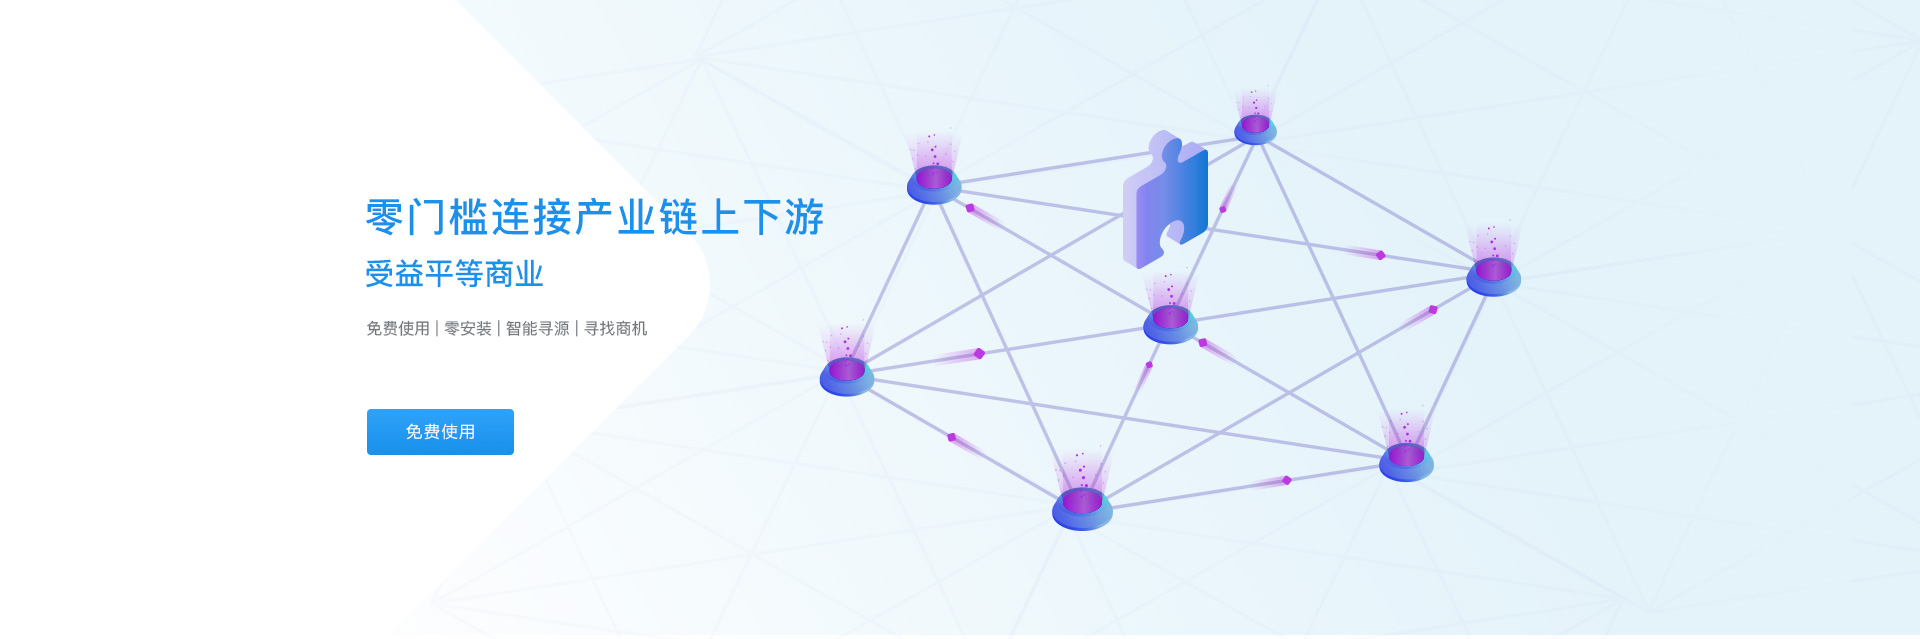 零门槛连接产业链上下游
受益平等商业
免费使用 | 零安装 | 智能寻源 | 寻找商机
免费使用